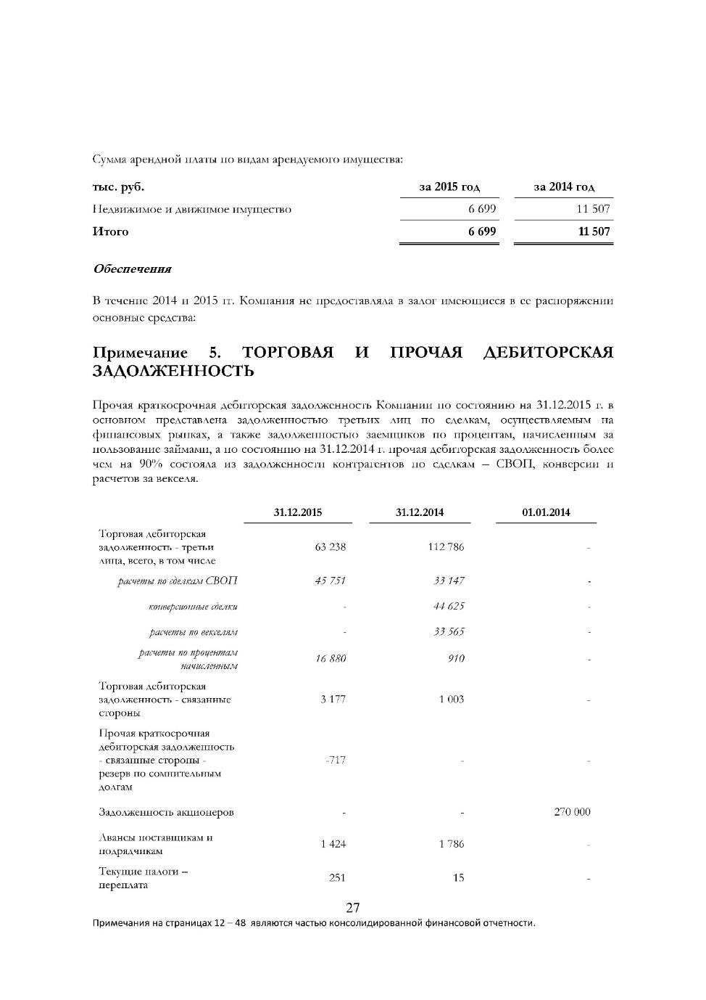 Сумма арендной платы по видам арендуемого имущества:
тыс. руб. за 2015 год за 2014 год
Недвижимое и движимое имущество 6 699 11 507
Итого 6 699 11 507
Обеспечения
В течение 2014 и 2015 гг. Компания не предоставляла в залог имеющиеся в ее распоряжении
основные средства:
Примечание 5. ТОРГОВАЯ И ПРОЧАЯ ДЕБИТОРСКАЯ
ЗАДОЛЖЕННОСТЬ
Прочая краткосрочная дебиторская задолженность Компании по состоянию на 31.12.2015 г. в
основном представлена задолженностью третьих лиц по сделкам, осуществляемым на
финансовых рынках, а также задолженностью заемщиков по процентам, начисленным за
пользование займами, а по состоянию на 31.12.2014 г. прочая дебиторская задолженность более
чем на 90% состояла из задолженности контрагентов по сделкам – СВОП, конверсии и
расчетов за векселя.
31.12.2015 31.12.2014 01.01.2014
Торговая дебиторская
задолженность - третьи 63 238 112 786 -
лица, всего, в том числе
расчеты по сделкам СВОП 45 751 33 147 -
конверсионные сделки - 44 625 -
расчеты по векселям - 33 565 -
расчеты по процентам
начисленным 16 880 910 -
Торговая дебиторская
задолженность - связанные 3 177 1 003 -
стороны
Прочая краткосрочная
дебиторская задолженность
- связанные стороны - -717 - -
резерв по сомнительным
долгам
Задолженность акционеров - - 270 000
Авансы поставщикам и
подрядчикам 1 424 1 786 -
Текущие налоги –
переплата 251 15 -
27
Примечания на страницах 12 – 48 являются частью консолидированной финансовой отчетности.